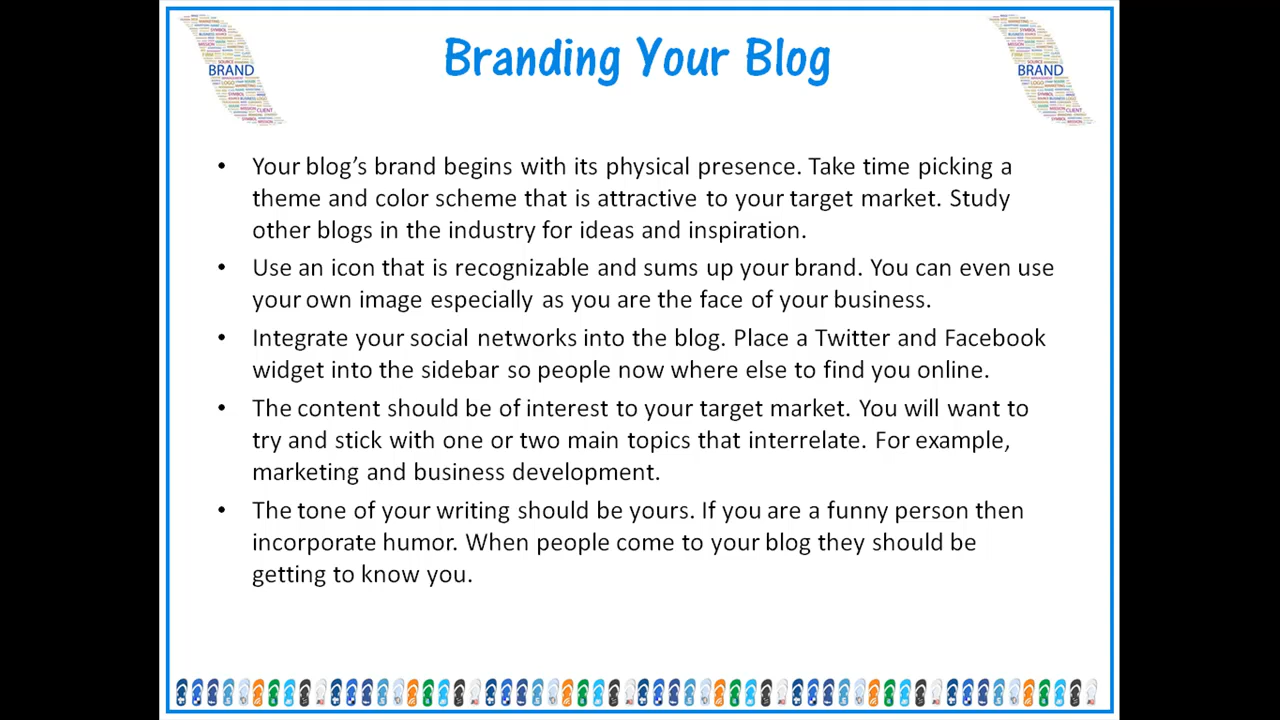 Branding Your Blog
BRAND
BRAND
• Your blog’s brand begins with its physical presence. Take time picking a
theme and color scheme that is attractive to your target market. Study
other blogs in the industry for ideas and inspiration.
• Use an icon that is recognizable and sums up your brand. You can even use
your own image especially as you are the face of your business.
• Integrate your social networks into the blog. Place a Twitter and Facebook
widget into the sidebar so people now where else to find you online.
• The content should be of interest to your target market. You will want to
try and stick with one or two main topics that interrelate. For example,
marketing and business development.
• The tone of your writing should be yours. If you are a funny person then
incorporate humor. When people come to your blog they should be
getting to know you.